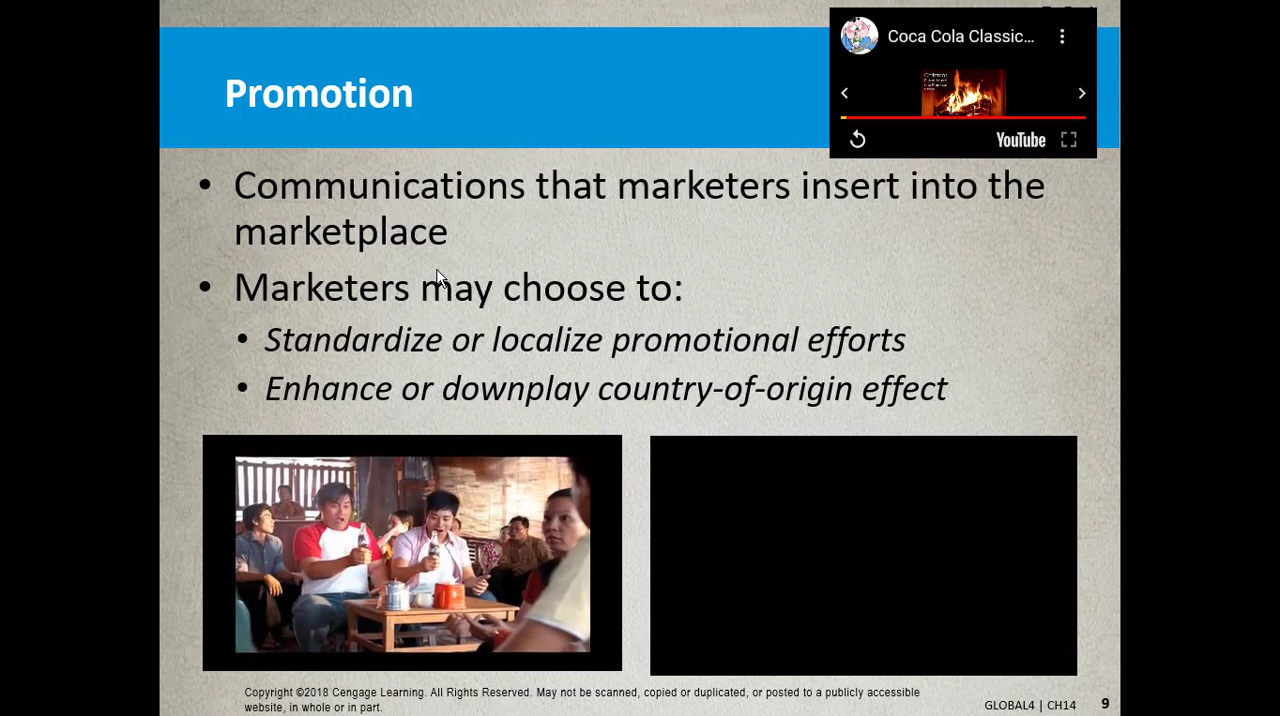 Coca Cola Classic...
Promotion
YouTube
• Communications that marketers insert into the
marketplace
• Marketers may choose to:
• Standardize or localize promotional efforts
• Enhance or downplay country-of-origin effect
Copyright ©2018 Cengage Learning. All Rights Reserved. May not be scanned, copied or duplicated, or posted to a publicly accessible
website, in whole or in part.
GLOBAL4 | CH14 9